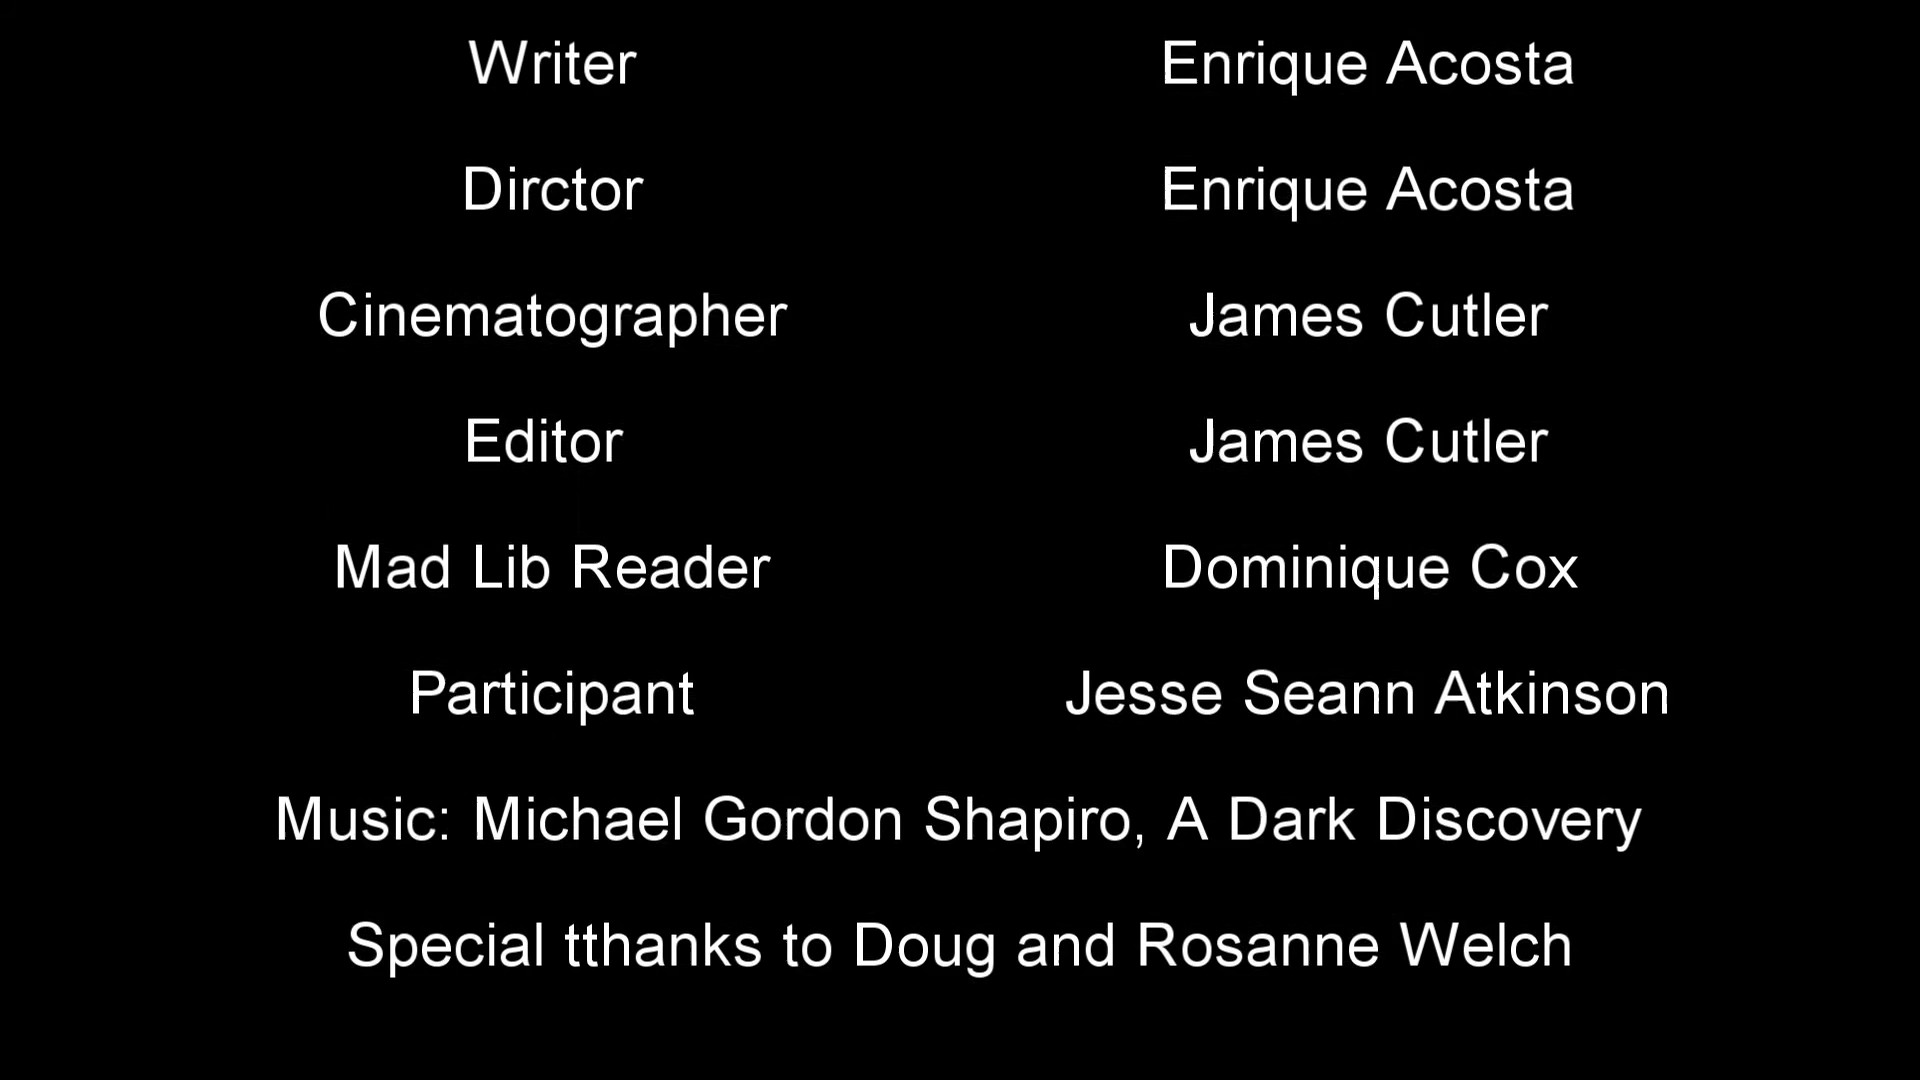 Writer Enrique Acosta
Dirctor Enrique Acosta
Cinematographer James Cutler
Editor James Cutler
Mad Lib Reader Dominique Cox
Participant Jesse Seann Atkinson
Music: Michael Gordon Shapiro, A Dark Discovery
Special tthanks to Doug and Rosanne Welch